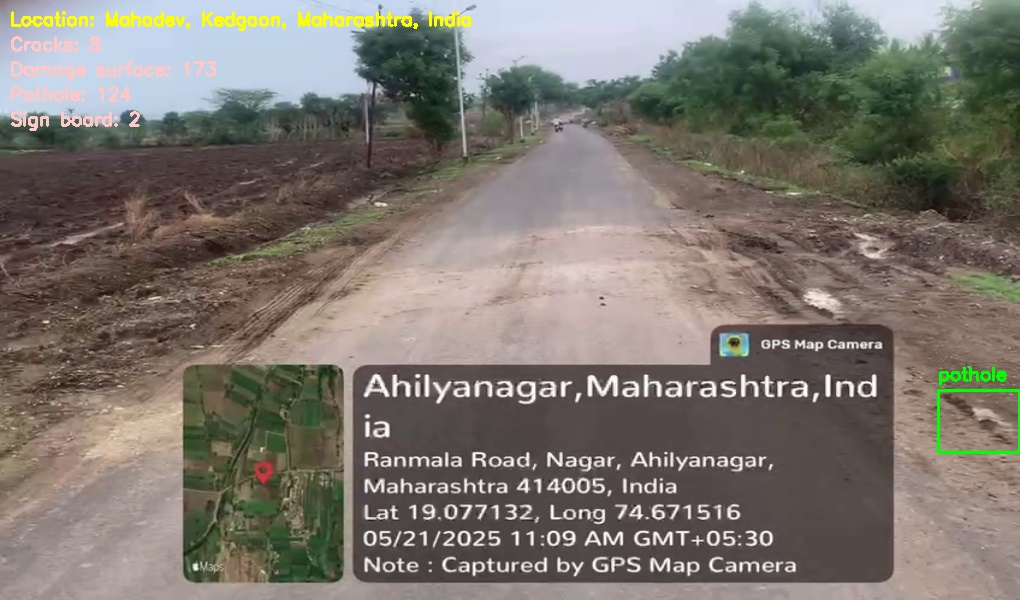 Location: Mahadev, Kedgaon, Maharashtra, India
Cracks: 8
Damage surface: 173
Pothole: 124
Sign board: 2
GPS Map Camera
Ahilyanagar,Maharashtra,Ind
ia
pothole
Ranmala Road, Nagar, Ahilyanagar,
Maharashtra 414005, India
Lat 19.077132, Long 74.671516
05/21/2025 11:09 AM GMT+05:30
Note : Captured by GPS Map Camera
Maps